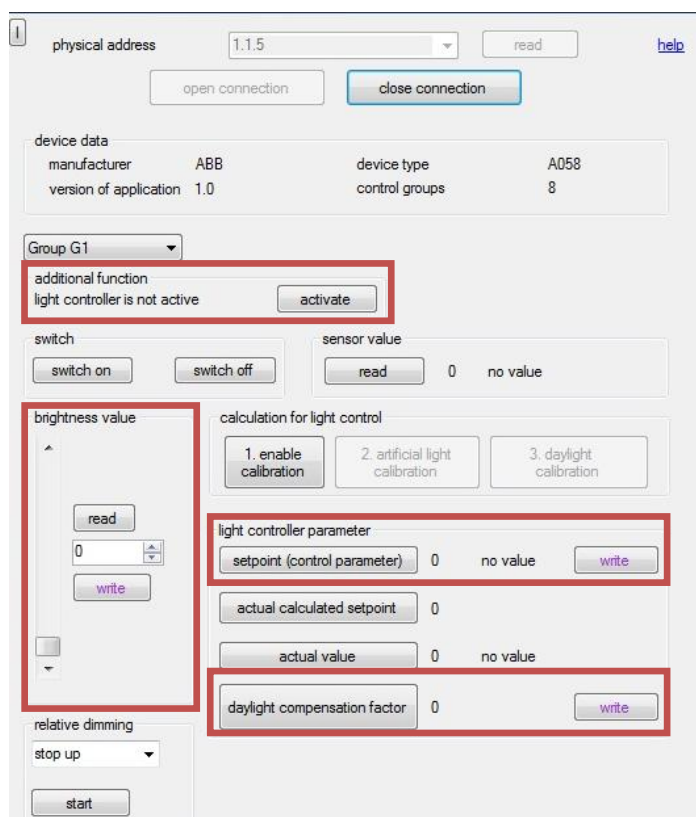 I
physical address 1.1.5 read help
open connection close connection
device data
manufacturer ABB device type A058
version of application 1.0 control groups 8
Group G1
additional function
light controller is not active activate
switch sensor value
switch on switch off read 0 no value
brightness value calculation for light control
1. enable calibration 2. artificial light calibration 3. daylight calibration
read
0
write
light controller parameter
setpoint (control parameter) 0 no value write
actual calculated setpoint 0
actual value 0 no value
daylight compensation factor 0 write
relative dimming
stop up
start